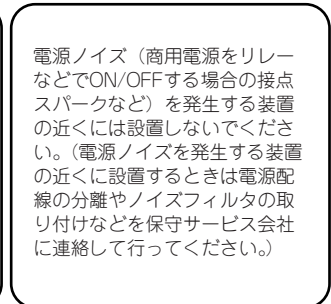 電源ノイズ（商用電源をリレー
などでON/OFFする場合の接点
スパークなど）を発生する装置
の近くには設置しないでくださ
い。（電源ノイズを発生する装置
の近くに設置するときは電源配
線の分離やノイズフィルタの取
り付けなどを保守サービス会社
に連絡して行ってください。）